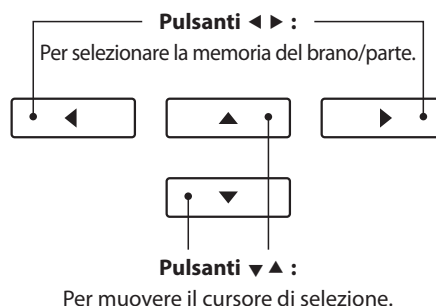 Pulsanti ◀ ▶ :
Per selezionare la memoria del brano/parte.
Pulsanti ▼ ▲ :
Per muovere il cursore di selezione.